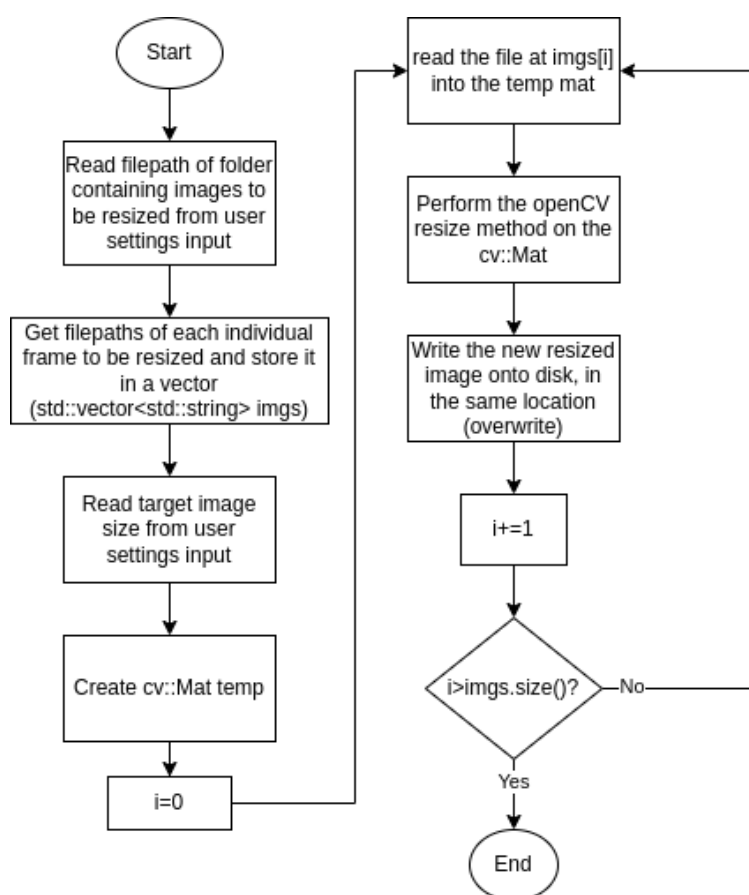 Start
Read filepath of folder
containing images to
be resized from user
settings input
Get filepaths of each individual
frame to be resized and store it
in a vector
(std::vector<std::string> imgs)
Read target image
size from user
settings input
Create cv::Mat temp
i=0
read the file at imgs[i]
into the temp mat
Perform the openCV
resize method on the
cv::Mat
Write the new resized
image onto disk, in
the same location
(overwrite)
i+=1
i>imgs.size()?
No
Yes
End